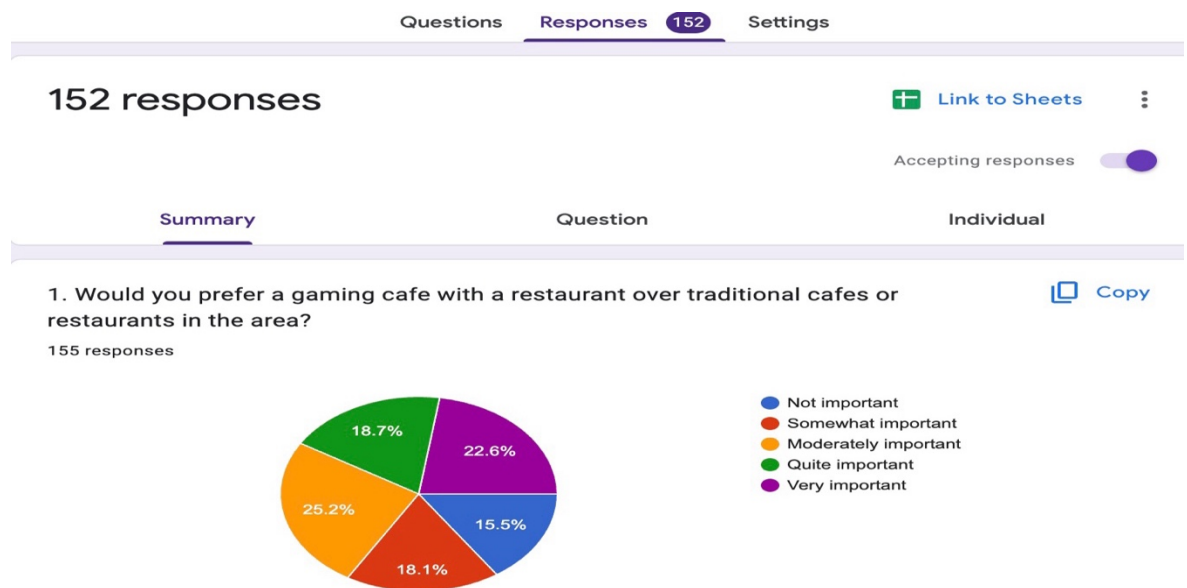 Questions Responses 152 Settings
152 responses
Link to Sheets
Accepting responses
Summary Question Individual
1. Would you prefer a gaming cafe with a restaurant over traditional cafes or
restaurants in the area?
Copy
155 responses
18.7%
22.6%
25.2%
15.5%
18.1%
Not important
Somewhat important
Moderately important
Quite important
Very important